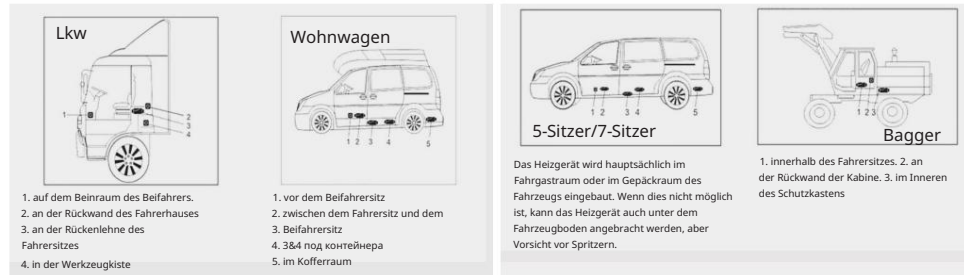 Lkw
1
2
3
4
1. auf dem Beinraum des Beifahrers.
2. an der Rückwand des Fahrerhauses
3. an der Rückenlehne des
Fahrersitzes
4. in der Werkzeugkiste
Wohnwagen
1 2 3 4 5
1. vor dem Beifahrersitz
2. zwischen dem Fahrersitz und dem
3. Beifahrersitz
4. 3&4 под контейнера
5. im Kofferraum
1 2 3 4 5
5-Sitzer/7-Sitzer
Das Heizgerät wird hauptsächlich im
Fahrgastraum oder im Gepäckraum des
Fahrzeugs eingebaut. Wenn dies nicht möglich
ist, kann das Heizgerät auch unter dem
Fahrzeugboden angebracht werden, aber
Vorsicht vor Spritzern.
1 2 3
Bagger
1. innerhalb des Fahrersitzes. 2. an
der Rückwand der Kabine. 3. im Inneren
des Schutzkastens